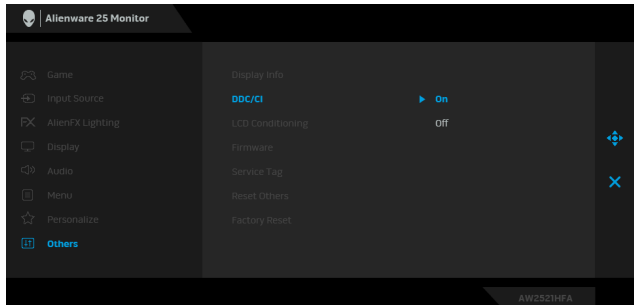 Alienware 25 Monitor
Game
Display Info
Input Source
DDC/CI
On
FX AlienFX Lighting
LCD Conditioning
Off
Display
Firmware
Audio
Service Tag
Menu
Reset Others
Personalize
Factory Reset
Others
AW2521HFA